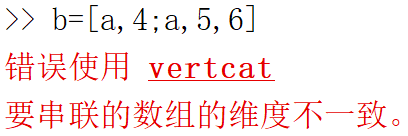 >> b=[a,4;a,5,6]
错误使用 vertcat
要串联的数组的维度不一致。